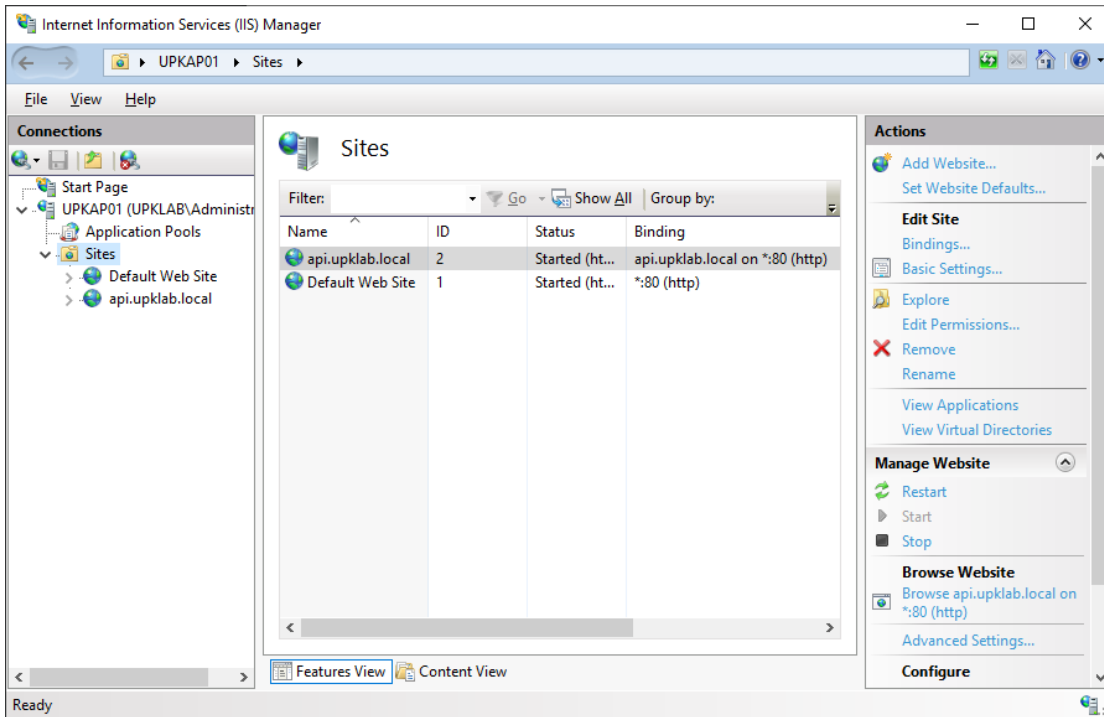 Internet Information Services (IIS) Manager
UPKAP01 Sites
File View Help
Connections
Start Page
UPKAP01 (UPKLAB\Administr
Application Pools
Sites
Default Web Site
api.upklab.local
Sites
Filter: Go Show All Group by:
Name ID Status Binding
api.upklab.local 2 Started (ht... api.upklab.local on *:80 (http)
Default Web Site 1 Started (ht... *:80 (http)
Features View Content View
Actions
Add Website...
Set Website Defaults...
Edit Site
Bindings...
Basic Settings...
Explore
Edit Permissions...
Remove
Rename
View Applications
View Virtual Directories
Manage Website
Restart
Start
Stop
Browse Website
Browse api.upklab.local on
*:80 (http)
Advanced Settings...
Configure
Ready